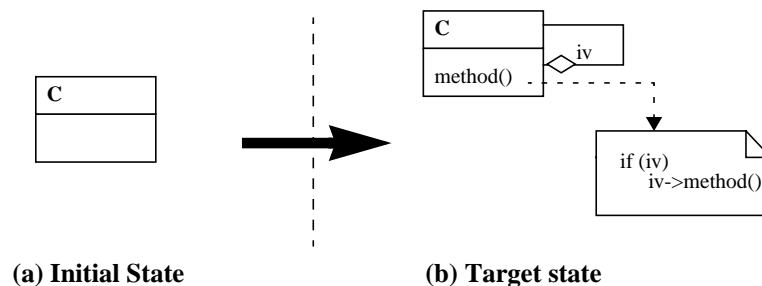 C
C
iv
method()
if (iv)
iv->method()
(a) Initial State
(b) Target state